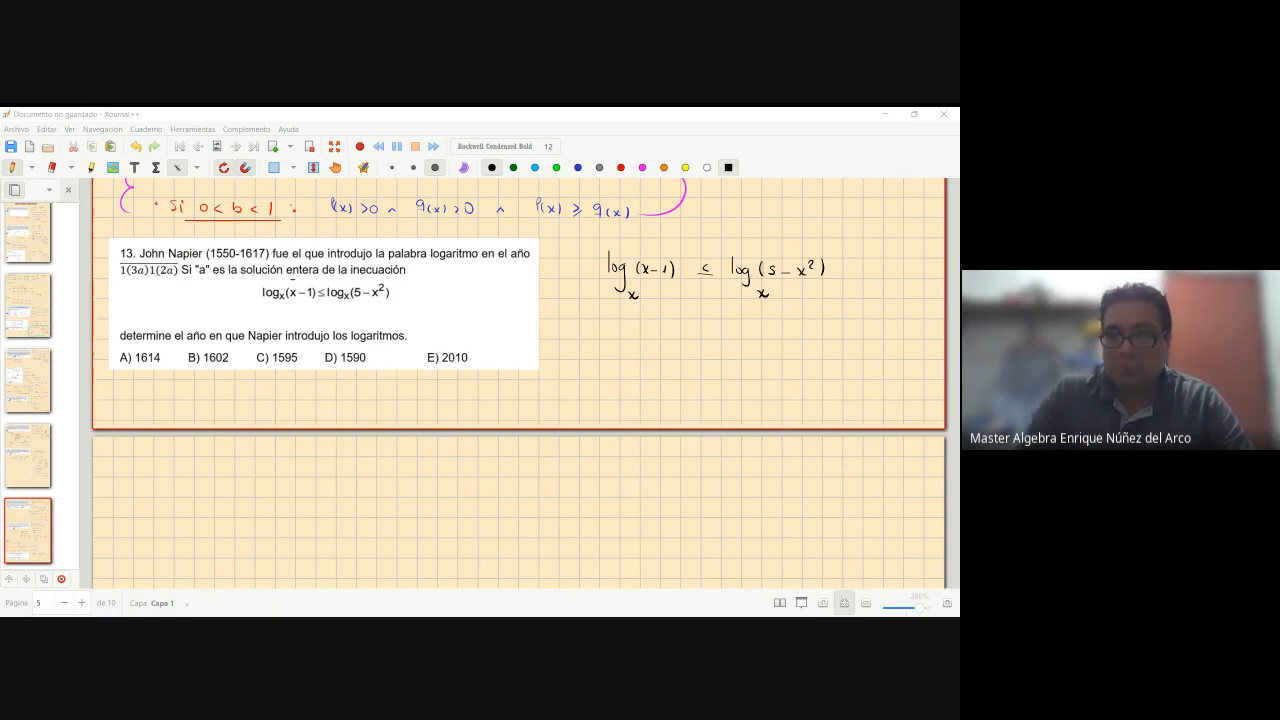 Documento no guardado - Xournal++
Archivo Editar Ver Navegación Cuaderno Herramientas Complemento Ayuda
Rockwell Condensed Bold 12
• Si 0 < b < 1 : P(x) > 0 ∧ q(x) > 0 ∧ P(x) ≥ q(x)
13. John Napier (1550-1617) fue el que introdujo la palabra logaritmo en el año
1(3a)1(2a) Si "a" es la solución entera de la inecuación
logₓ(x − 1) ≤ logₓ(5 − x²)
determine el año en que Napier introdujo los logaritmos.
A) 1614 B) 1602 C) 1595 D) 1590 E) 2010
logₓ(x − 1) ≤ logₓ(5 − x²)
Master Algebra Enrique Núñez del Arco
Página 5 de 10 Capa Capa 1 286%